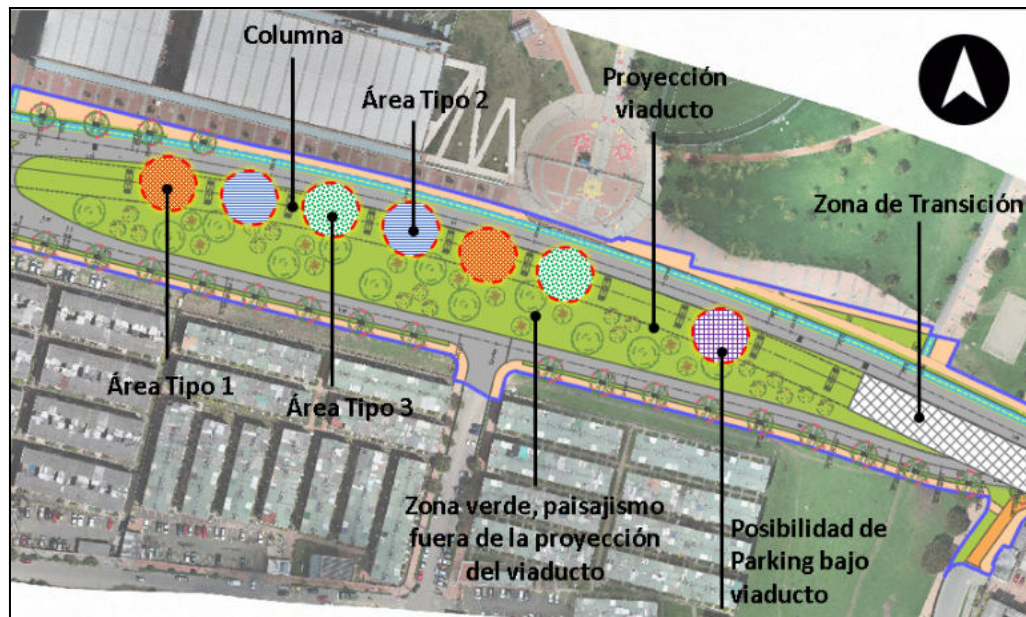 Columna
Área Tipo 2
Proyección
viaducto
Zona de Transición
Área Tipo 1
Área Tipo 3
Zona verde, paisajismo
fuera de la proyección
del viaducto
Posibilidad de
Parking bajo
viaducto